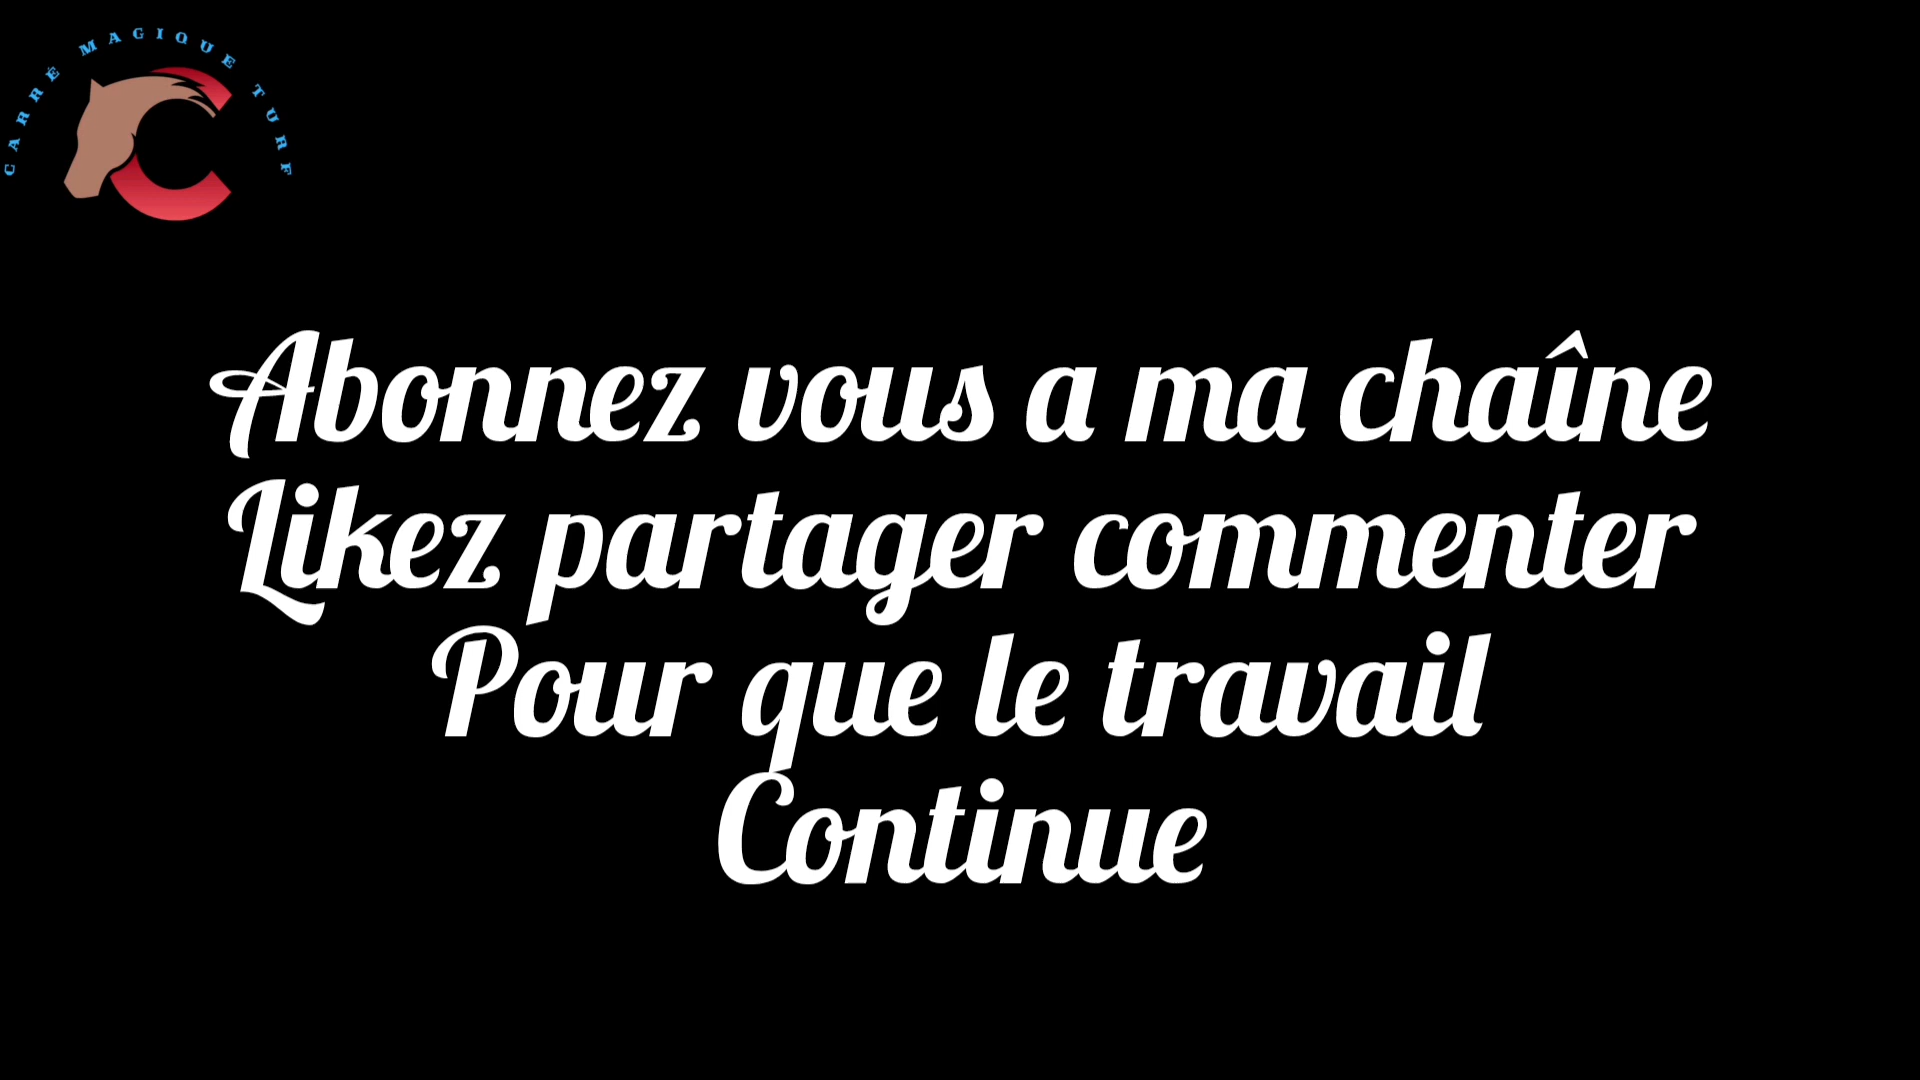 CARRÉ MAGIQUE TURF
Abonnez vous a ma chaîne
Likez partager commenter
Pour que le travail
Continue